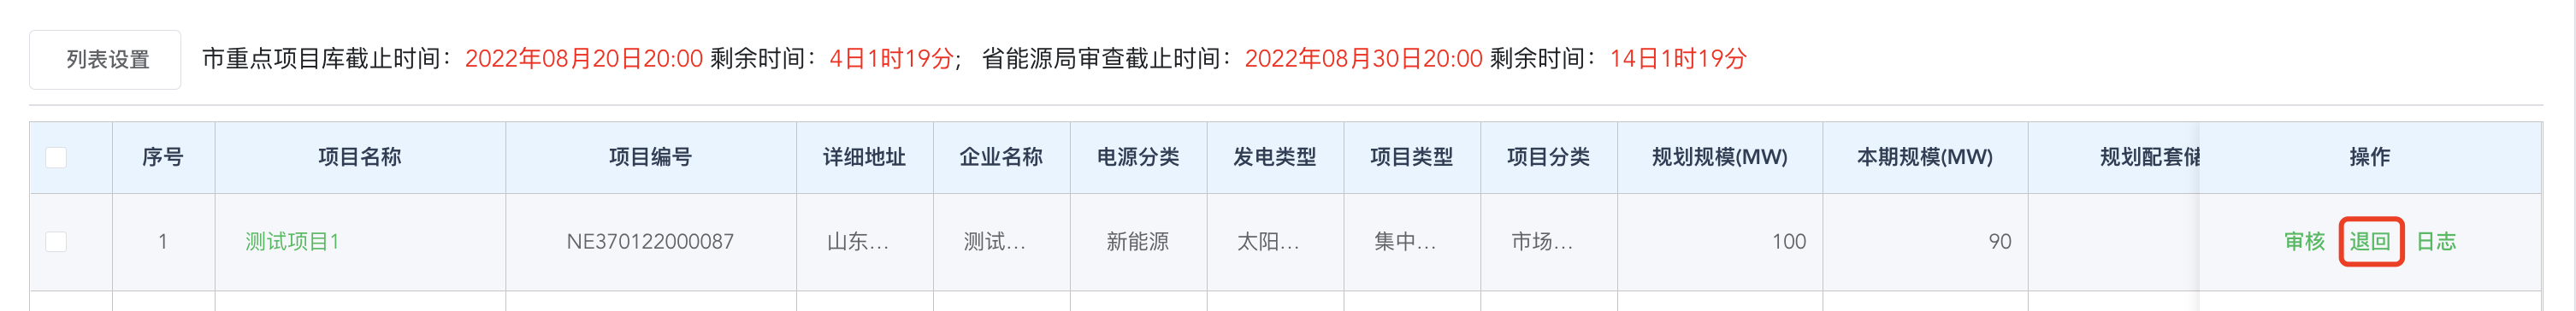 列表设置 市重点项目库截止时间：2022年08月20日20:00 剩余时间：4日1时19分; 省能源局审查截止时间：2022年08月30日20:00 剩余时间：14日1时19分
序号 项目名称 项目编号 详细地址 企业名称 电源分类 发电类型 项目类型 项目分类 规划规模(MW) 本期规模(MW) 规划配套储 操作
1 测试项目1 NE370122000087 山东... 测试... 新能源 太阳... 集中... 市场... 100 90 审核 退回 日志